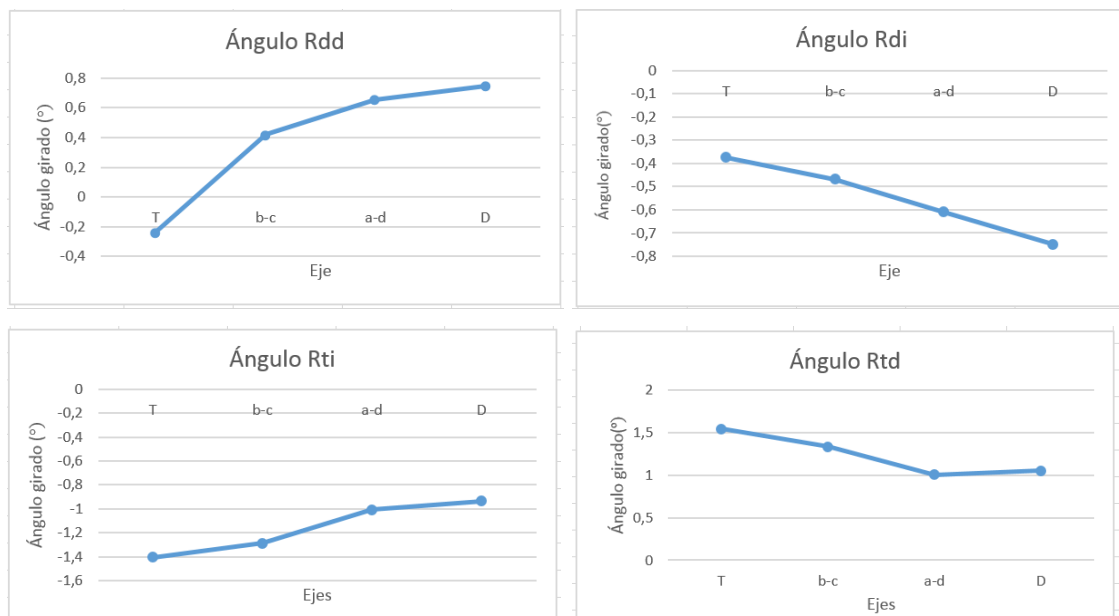 Ángulo Rdd
Ángulo girado (°)
0,8
0,6
0,4
0,2
0
-0,2
-0,4
T b-c a-d D
Eje
Ángulo Rdi
Ángulo girado(°)
0
-0,1
-0,2
-0,3
-0,4
-0,5
-0,6
-0,7
-0,8
T b-c a-d D
Eje
Ángulo Rti
Ángulo girado (°)
0
-0,2
-0,4
-0,6
-0,8
-1
-1,2
-1,4
-1,6
T b-c a-d D
Ejes
Ángulo Rtd
Ángulo girado(°)
2
1,5
1
0,5
0
T b-c a-d D
Ejes